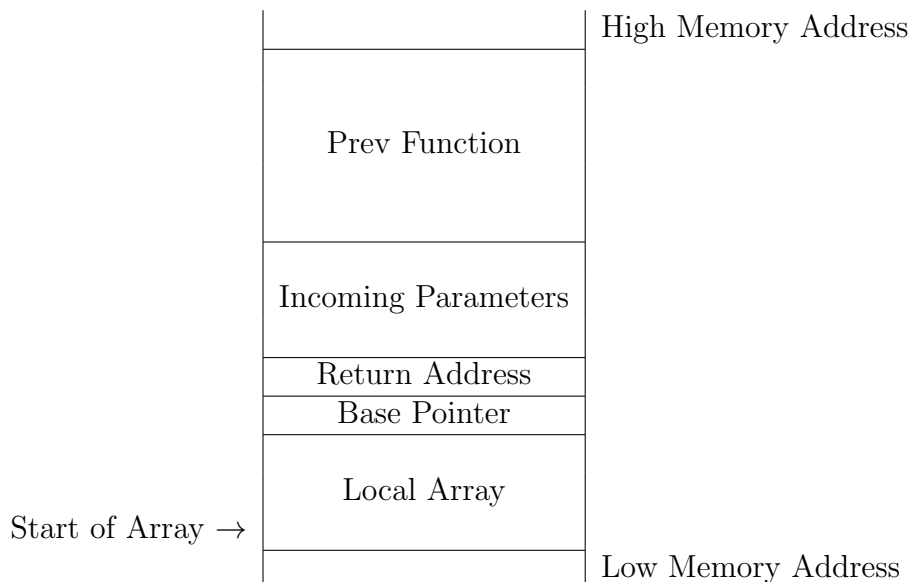 High Memory Address
Prev Function
Incoming Parameters
Return Address
Base Pointer
Local Array
Start of Array →
Low Memory Address